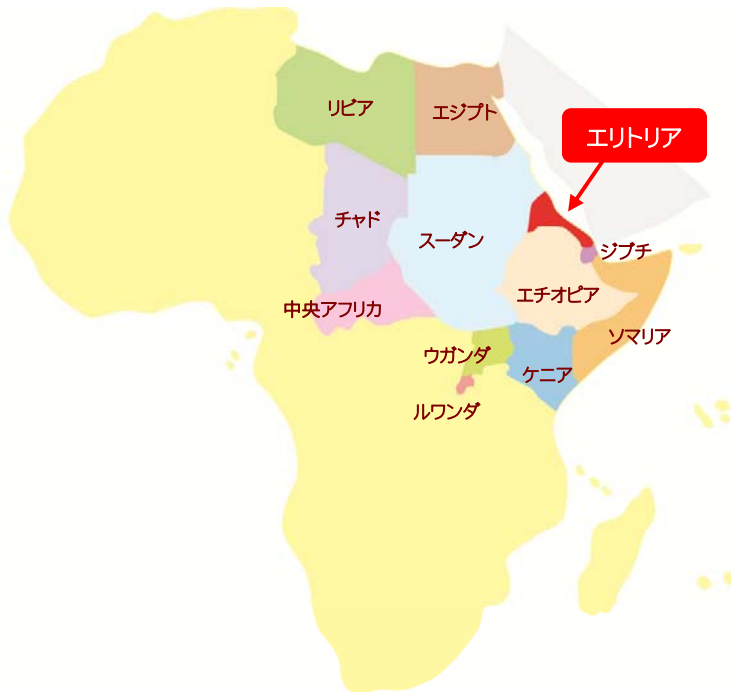 リビア
エジプト
エリトリア
チャド
スーダン
ジブチ
エチオピア
中央アフリカ
ソマリア
ウガンダ
ケニア
ルワンダ